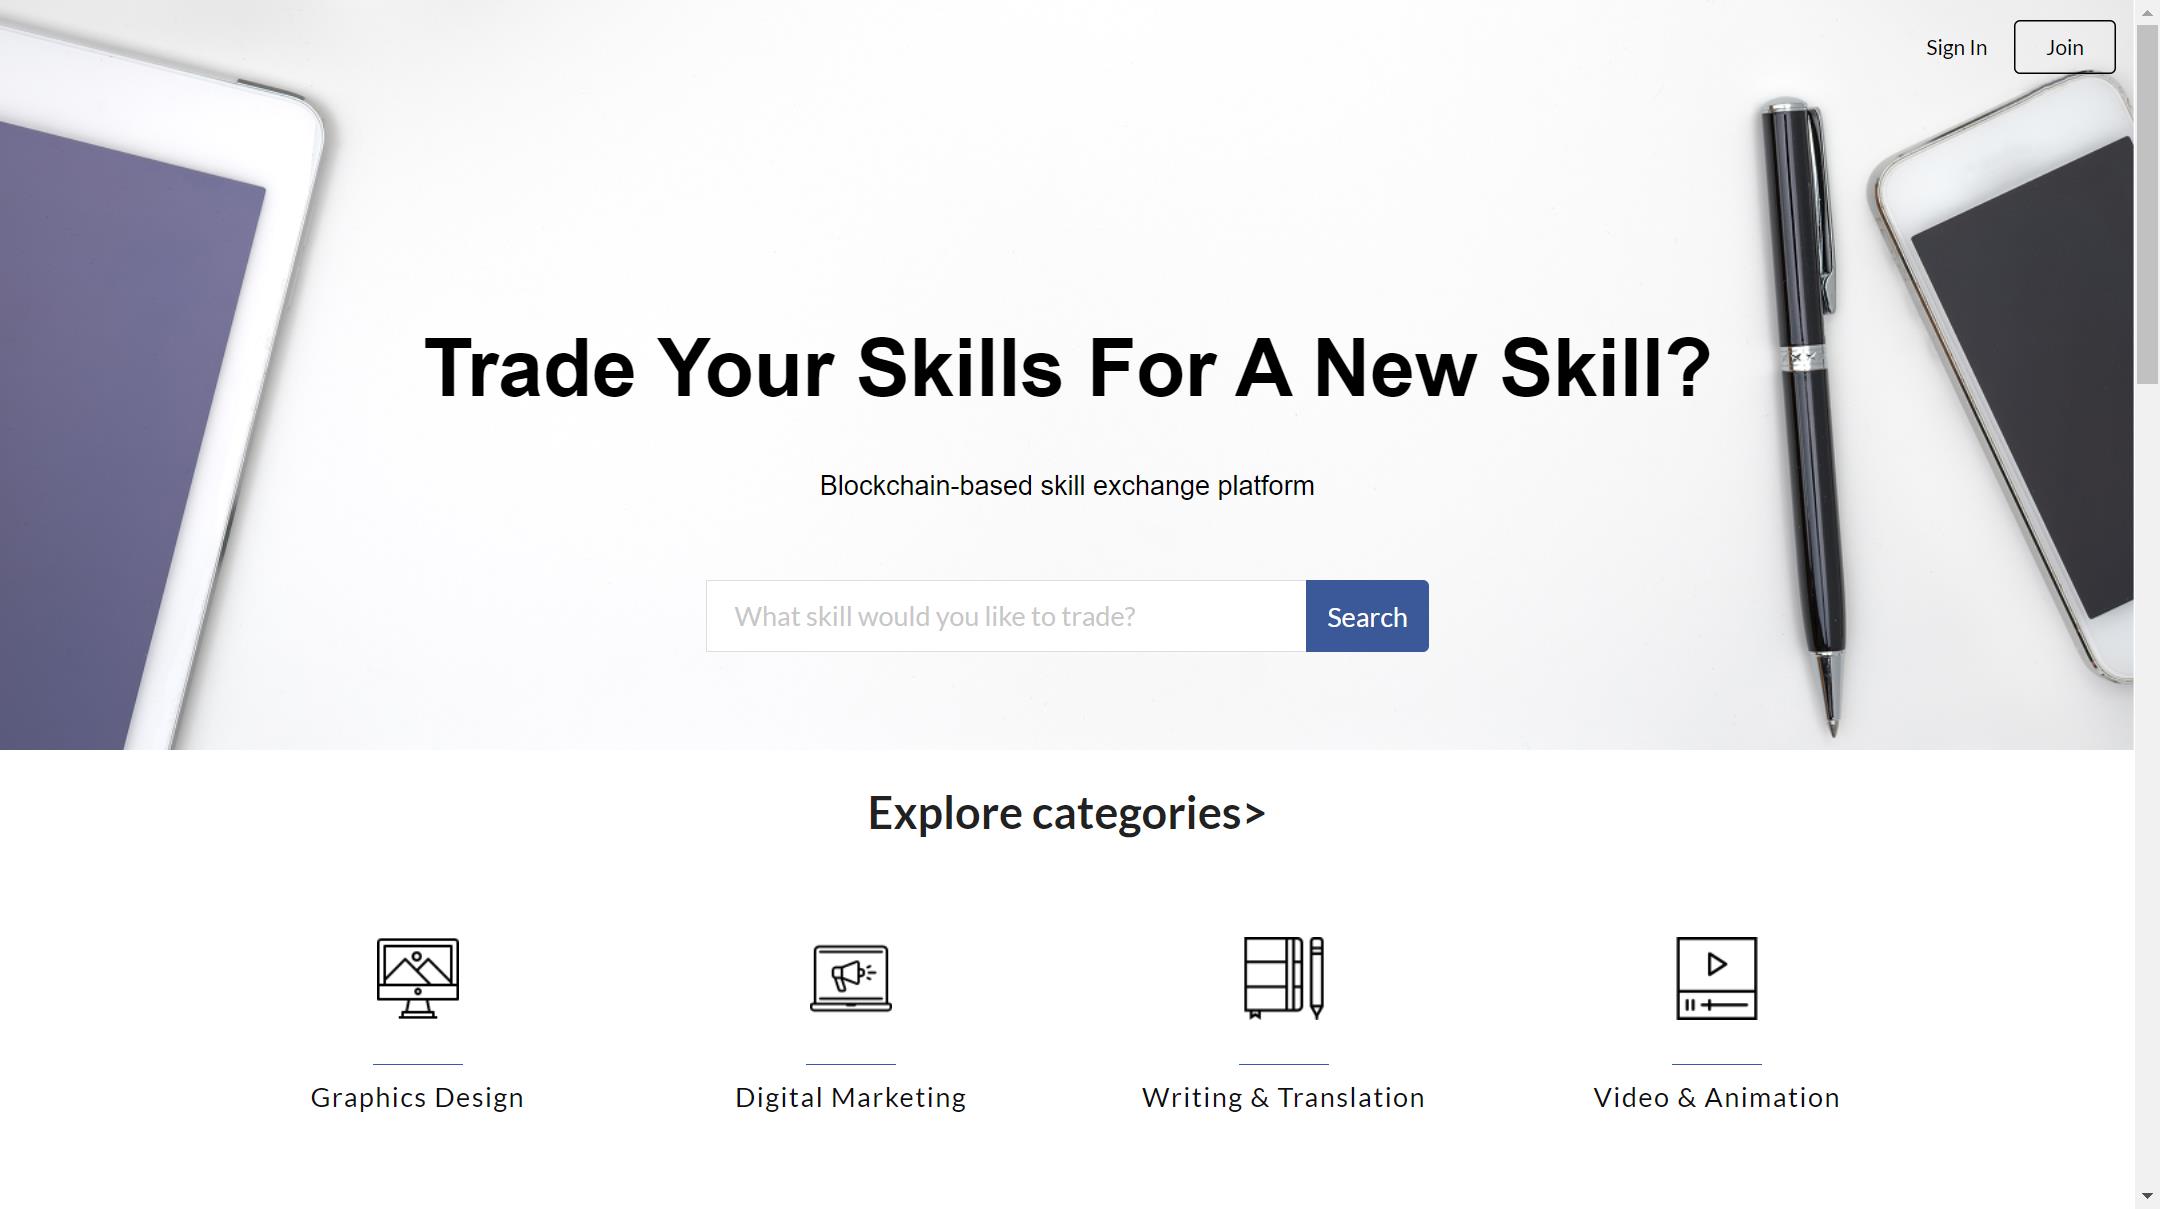 Sign In
Join
Trade Your Skills For A New Skill?
Blockchain-based skill exchange platform
What skill would you like to trade?
Search
Explore categories>
Graphics Design
Digital Marketing
Writing & Translation
Video & Animation